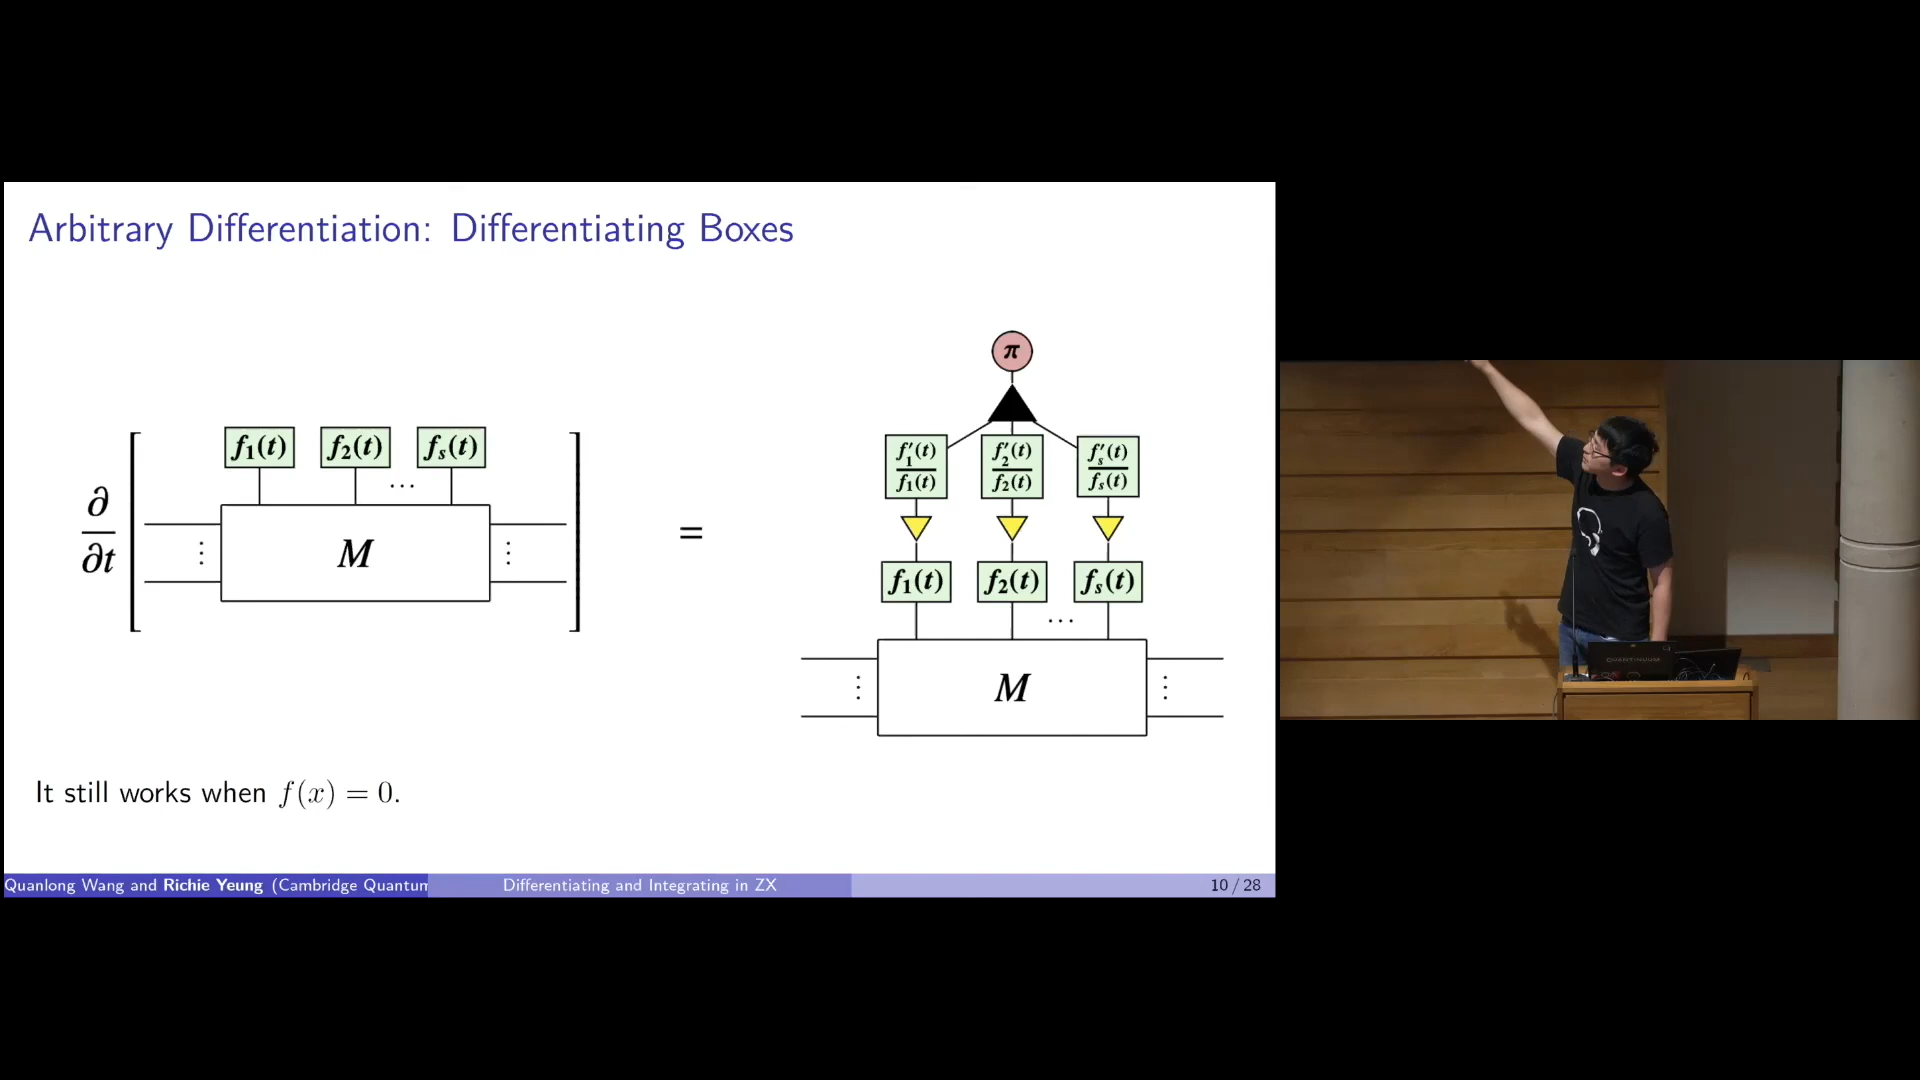 Arbitrary Differentiation: Differentiating Boxes
∂/∂t [ f₁(t) f₂(t) ⋯ fₛ(t)
⋮ M ⋮ ]
=
π
f′₁(t)/f₁(t) f′₂(t)/f₂(t) f′ₛ(t)/fₛ(t)
f₁(t) f₂(t) ⋯ fₛ(t)
⋮ M ⋮
It still works when f(x) = 0.
Quanlong Wang and Richie Yeung (Cambridge Quantum
Differentiating and Integrating in ZX
10 / 28
QUANTINUUM